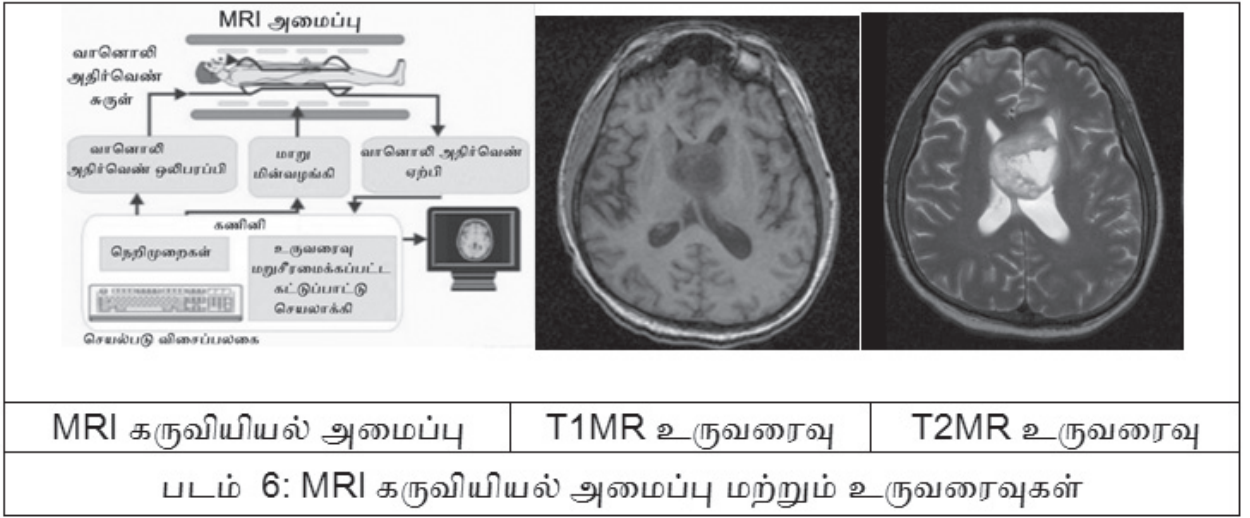 MRI அமைப்பு
வானொலி
அதிர்வெண்
சுருள்
வானொலி
அதிர்வெண் ஒலிபரப்பி
மாறு
மின்வழங்கி
வானொலி அதிர்வெண்
ஏற்பி
கணினி
நெறிமுறைகள்
உருவரைவு
மறுசீரமைக்கப்பட்ட
கட்டுப்பாட்டு
செயலாக்கி
செயல்படு விசைப்பலகை
MRI கருவியியல் அமைப்பு
T1MR உருவரைவு
T2MR உருவரைவு
படம் 6: MRI கருவியியல் அமைப்பு மற்றும் உருவரைவுகள்